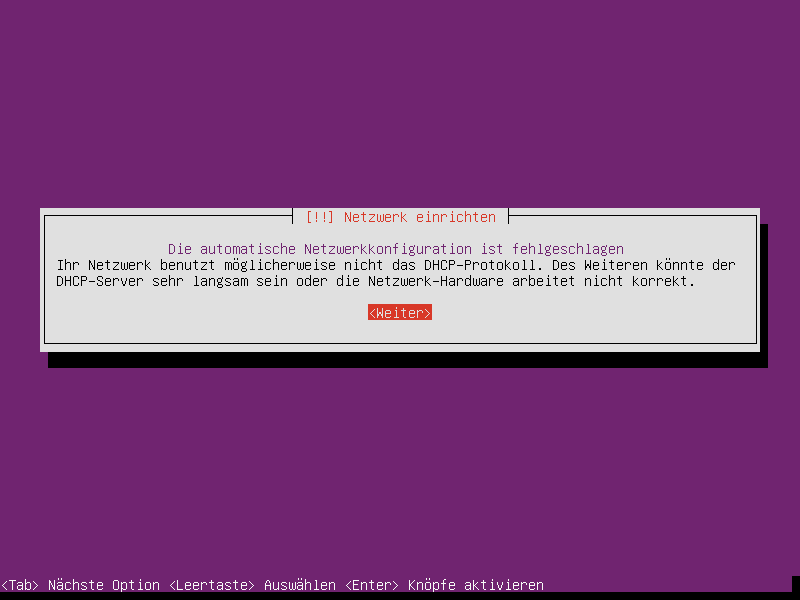 [!!] Netzwerk einrichten
Die automatische Netzwerkkonfiguration ist fehlgeschlagen
Ihr Netzwerk benutzt möglicherweise nicht das DHCP-Protokoll. Des Weiteren könnte der
DHCP-Server sehr langsam sein oder die Netzwerk-Hardware arbeitet nicht korrekt.
<Weiter>
<Tab> Nächste Option <Leertaste> Auswählen <Enter> Knöpfe aktivieren